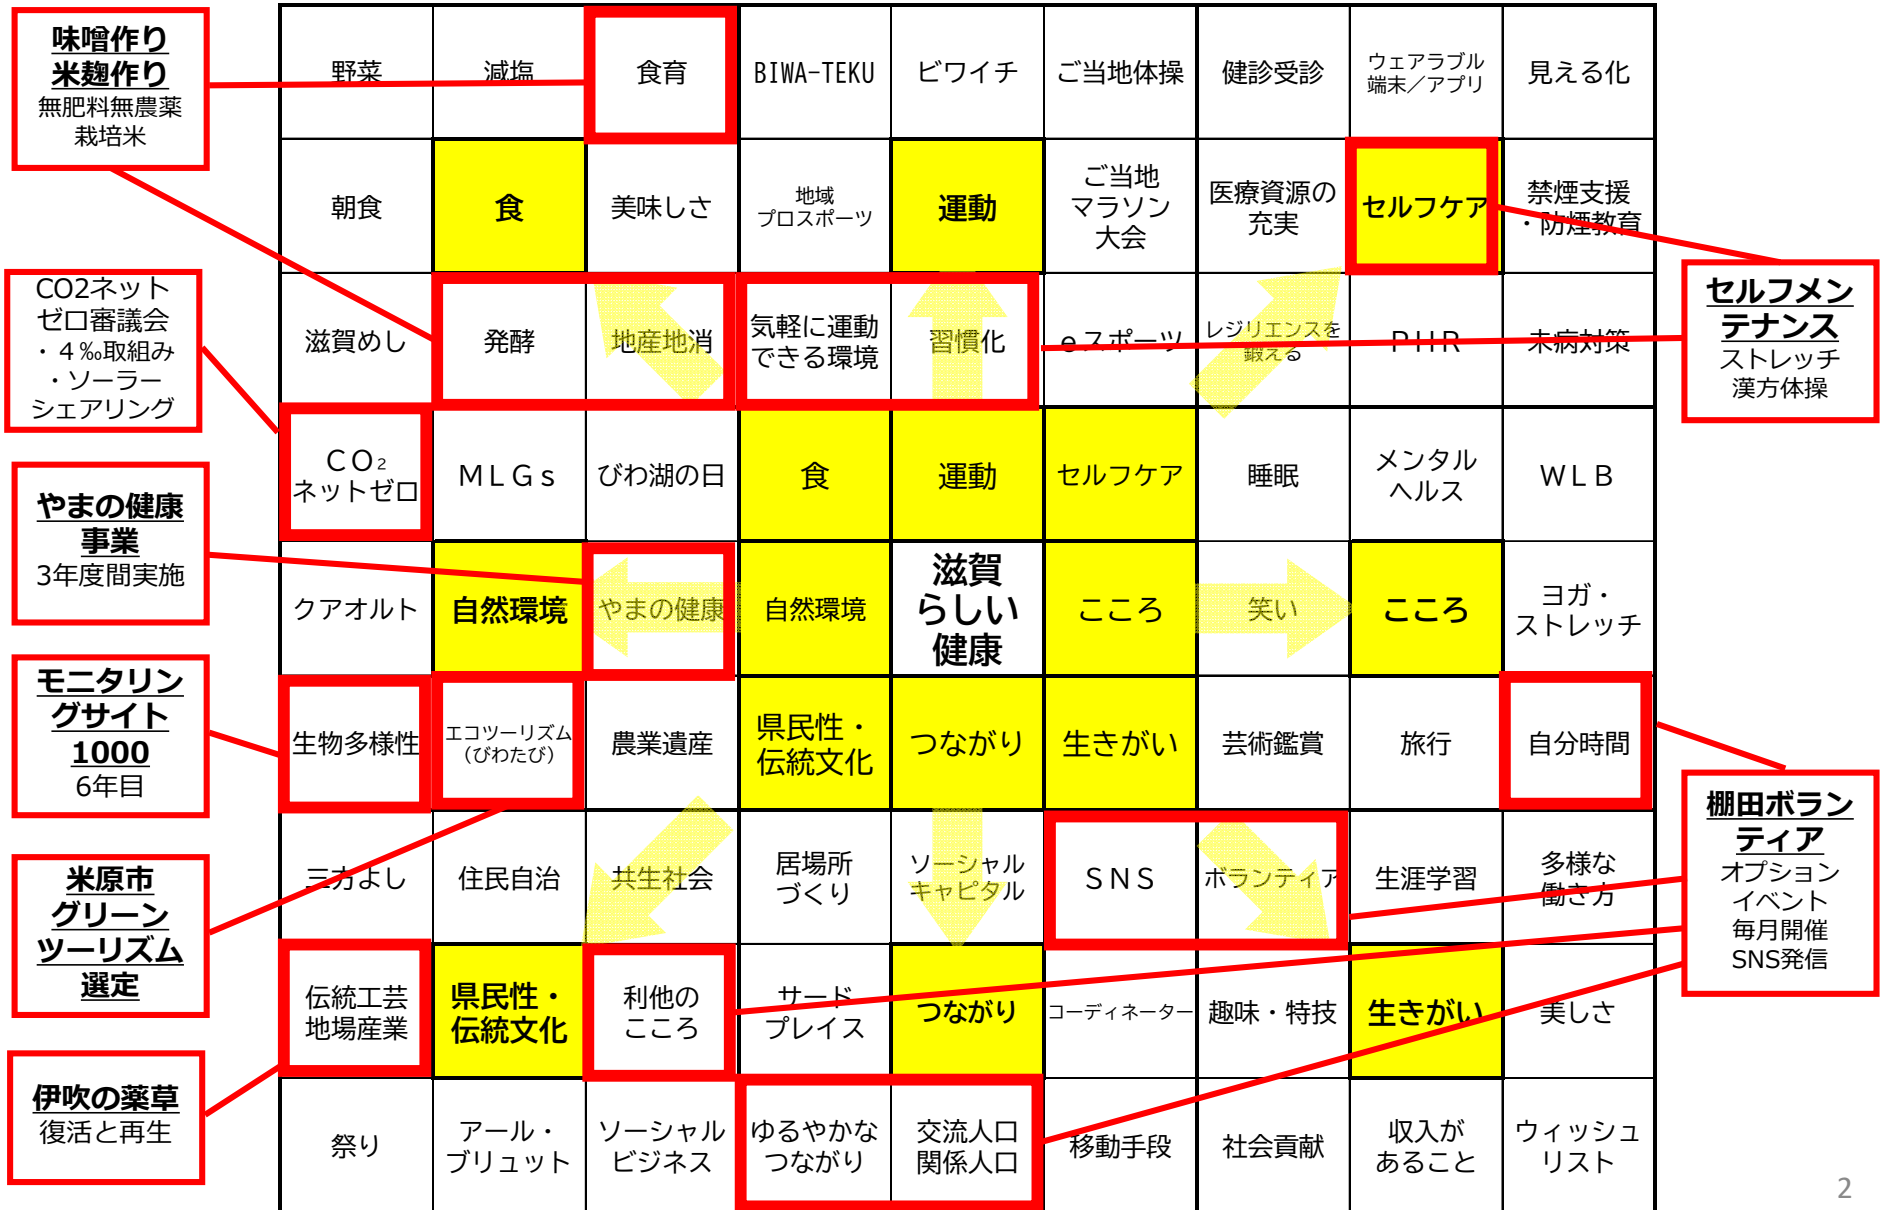 味噌作り
米麹作り
無肥料無農薬
栽培米
CO2ネット
ゼロ審議会
・４‰取組み
・ソーラー
シェアリング
やまの健康
事業
3年度間実施
モニタリン
グサイト
1000
6年目
米原市
グリーン
ツーリズム
選定
伊吹の薬草
復活と再生
野菜
減塩
食育
BIWA-TEKU
ビワイチ
ご当地体操
健診受診
ウェアラブル
端末／アプリ
見える化
朝食
食
美味しさ
地域
プロスポーツ
運動
ご当地
マラソン
大会
医療資源の
充実
セルフケア
禁煙支援
・防煙教育
滋賀めし
発酵
地産地消
気軽に運動
できる環境
習慣化
ｅスポーツ
レジリエンスを
鍛える
ＰＨＲ
未病対策
ＣＯ₂
ネットゼロ
ＭＬＧｓ
びわ湖の日
食
運動
セルフケア
睡眠
メンタル
ヘルス
ＷＬＢ
クアオルト
自然環境
やまの健康
自然環境
滋賀
らしい
健康
こころ
笑い
こころ
ヨガ・
ストレッチ
生物多様性
エコツーリズム
（びわたび）
農業遺産
県民性・
伝統文化
つながり
生きがい
芸術鑑賞
旅行
自分時間
三方よし
住民自治
共生社会
居場所
づくり
ソーシャル
キャピタル
ＳＮＳ
ボランティア
生涯学習
多様な
働き方
伝統工芸
地場産業
県民性・
伝統文化
利他の
こころ
サード
プレイス
つながり
コーディネーター
趣味・特技
生きがい
美しさ
祭り
アール・
ブリュット
ソーシャル
ビジネス
ゆるやかな
つながり
交流人口
関係人口
移動手段
社会貢献
収入が
あること
ウィッシュ
リスト
セルフメン
テナンス
ストレッチ
漢方体操
棚田ボラン
ティア
オプション
イベント
毎月開催
SNS発信
2